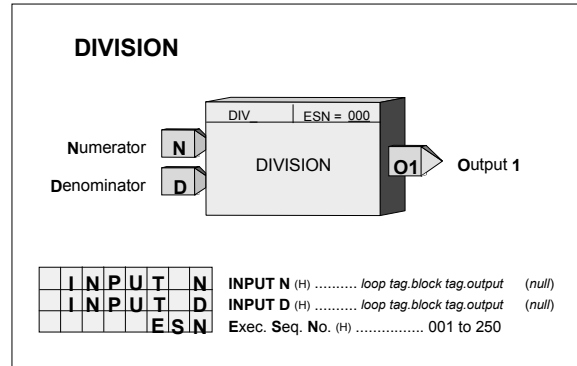 DIVISION
DIV_ ESN = 000
Numerator N
DIVISION
O1 Output 1
Denominator D
INPUT N INPUT N (H) .......... loop tag.block tag.output (null)
INPUT D INPUT D (H) .......... loop tag.block tag.output (null)
ESN Exec. Seq. No. (H) ................ 001 to 250